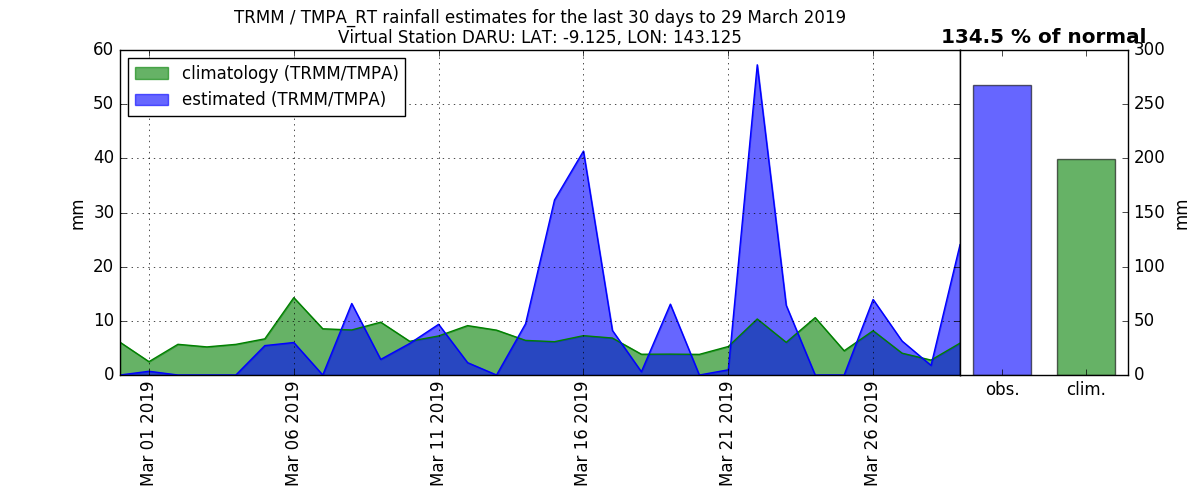 TRMM / TMPA_RT rainfall estimates for the last 30 days to 29 March 2019
Virtual Station DARU: LAT: -9.125, LON: 143.125
134.5 % of normal
climatology (TRMM/TMPA)
estimated (TRMM/TMPA)
60
50
40
30
20
10
0
mm
Mar 01 2019
Mar 06 2019
Mar 11 2019
Mar 16 2019
Mar 21 2019
Mar 26 2019
obs.
clim.
300
250
200
150
100
50
0
mm